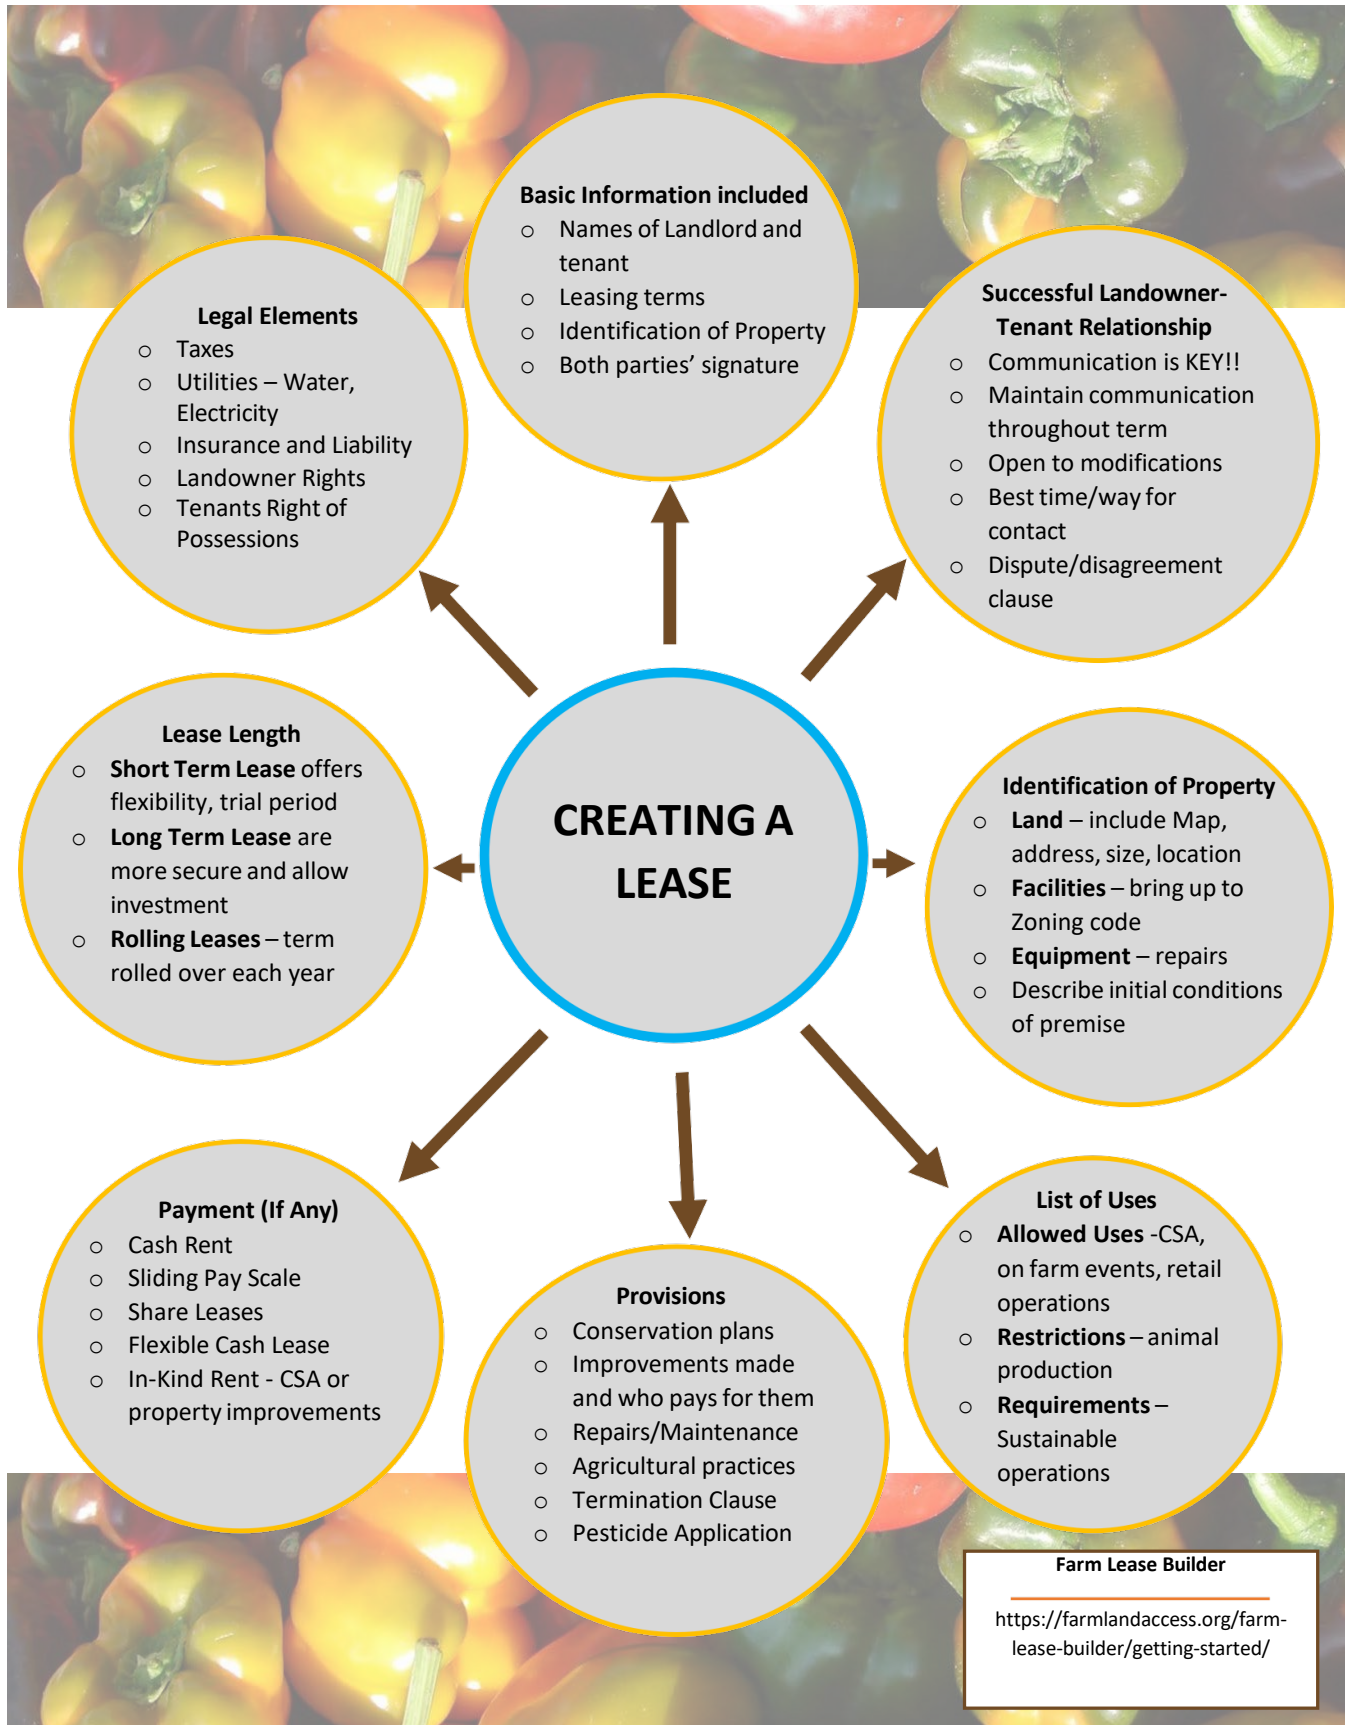 Basic Information included
o Names of Landlord and
tenant
o Leasing terms
o Identification of Property
o Both parties’ signature
Legal Elements
o Taxes
o Utilities – Water,
Electricity
o Insurance and Liability
o Landowner Rights
o Tenants Right of
Possessions
Successful Landowner-
Tenant Relationship
o Communication is KEY!!
o Maintain communication
throughout term
o Open to modifications
o Best time/way for
contact
o Dispute/disagreement
clause
Lease Length
o Short Term Lease offers
flexibility, trial period
o Long Term Lease are
more secure and allow
investment
o Rolling Leases – term
rolled over each year
CREATING A
LEASE
Identification of Property
o Land – include Map,
address, size, location
o Facilities – bring up to
Zoning code
o Equipment – repairs
o Describe initial conditions
of premise
Payment (If Any)
o Cash Rent
o Sliding Pay Scale
o Share Leases
o Flexible Cash Lease
o In-Kind Rent - CSA or
property improvements
Provisions
o Conservation plans
o Improvements made
and who pays for them
o Repairs/Maintenance
o Agricultural practices
o Termination Clause
o Pesticide Application
List of Uses
o Allowed Uses -CSA,
on farm events, retail
operations
o Restrictions – animal
production
o Requirements –
Sustainable
operations
Farm Lease Builder
https://farmlandaccess.org/farm-
lease-builder/getting-started/